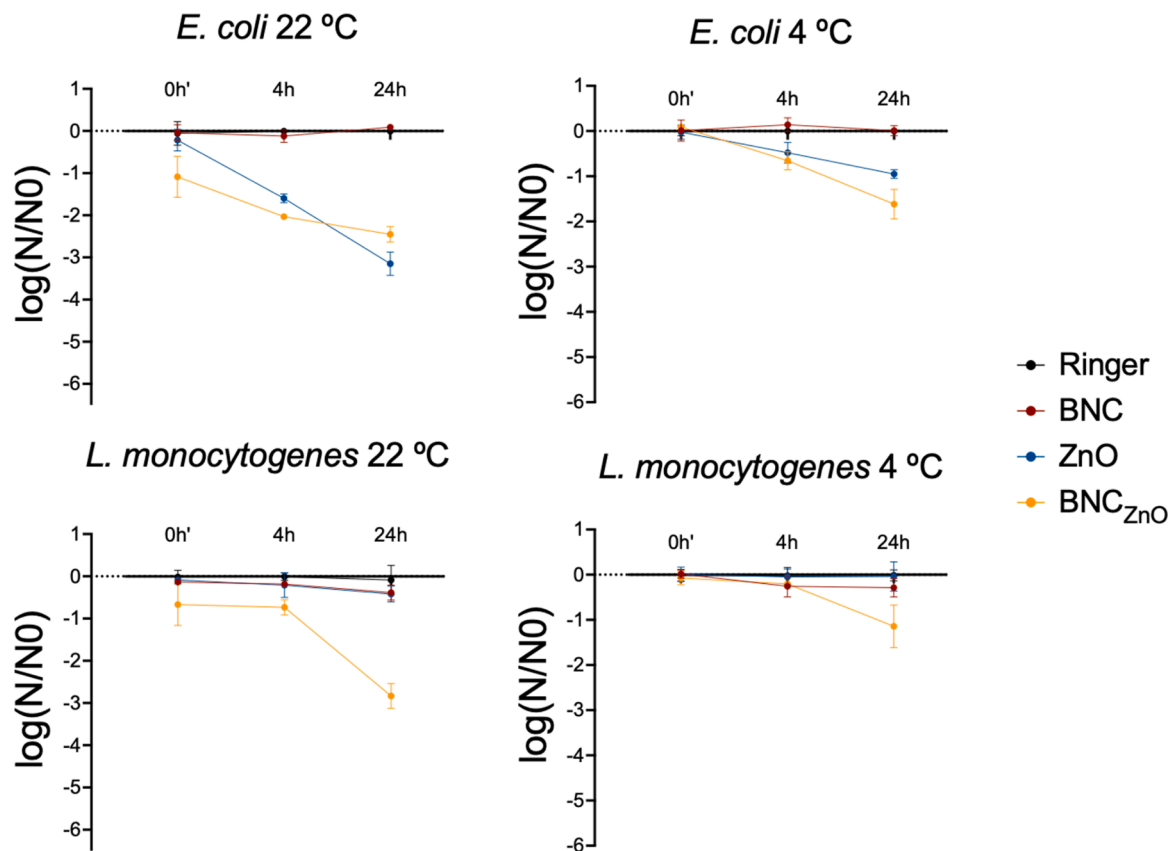 E. coli 22 ºC
E. coli 4 ºC
0h' 4h 24h
1
0
-1
-2
-3
-4
-5
-6
log(N/N0)
0h' 4h 24h
1
0
-1
-2
-3
-4
-5
-6
log(N/N0)
Ringer
BNC
ZnO
BNCZnO
L. monocytogenes 22 ºC
L. monocytogenes 4 ºC
0h' 4h 24h
1
0
-1
-2
-3
-4
-5
-6
log(N/N0)
0h' 4h 24h
1
0
-1
-2
-3
-4
-5
-6
log(N/N0)